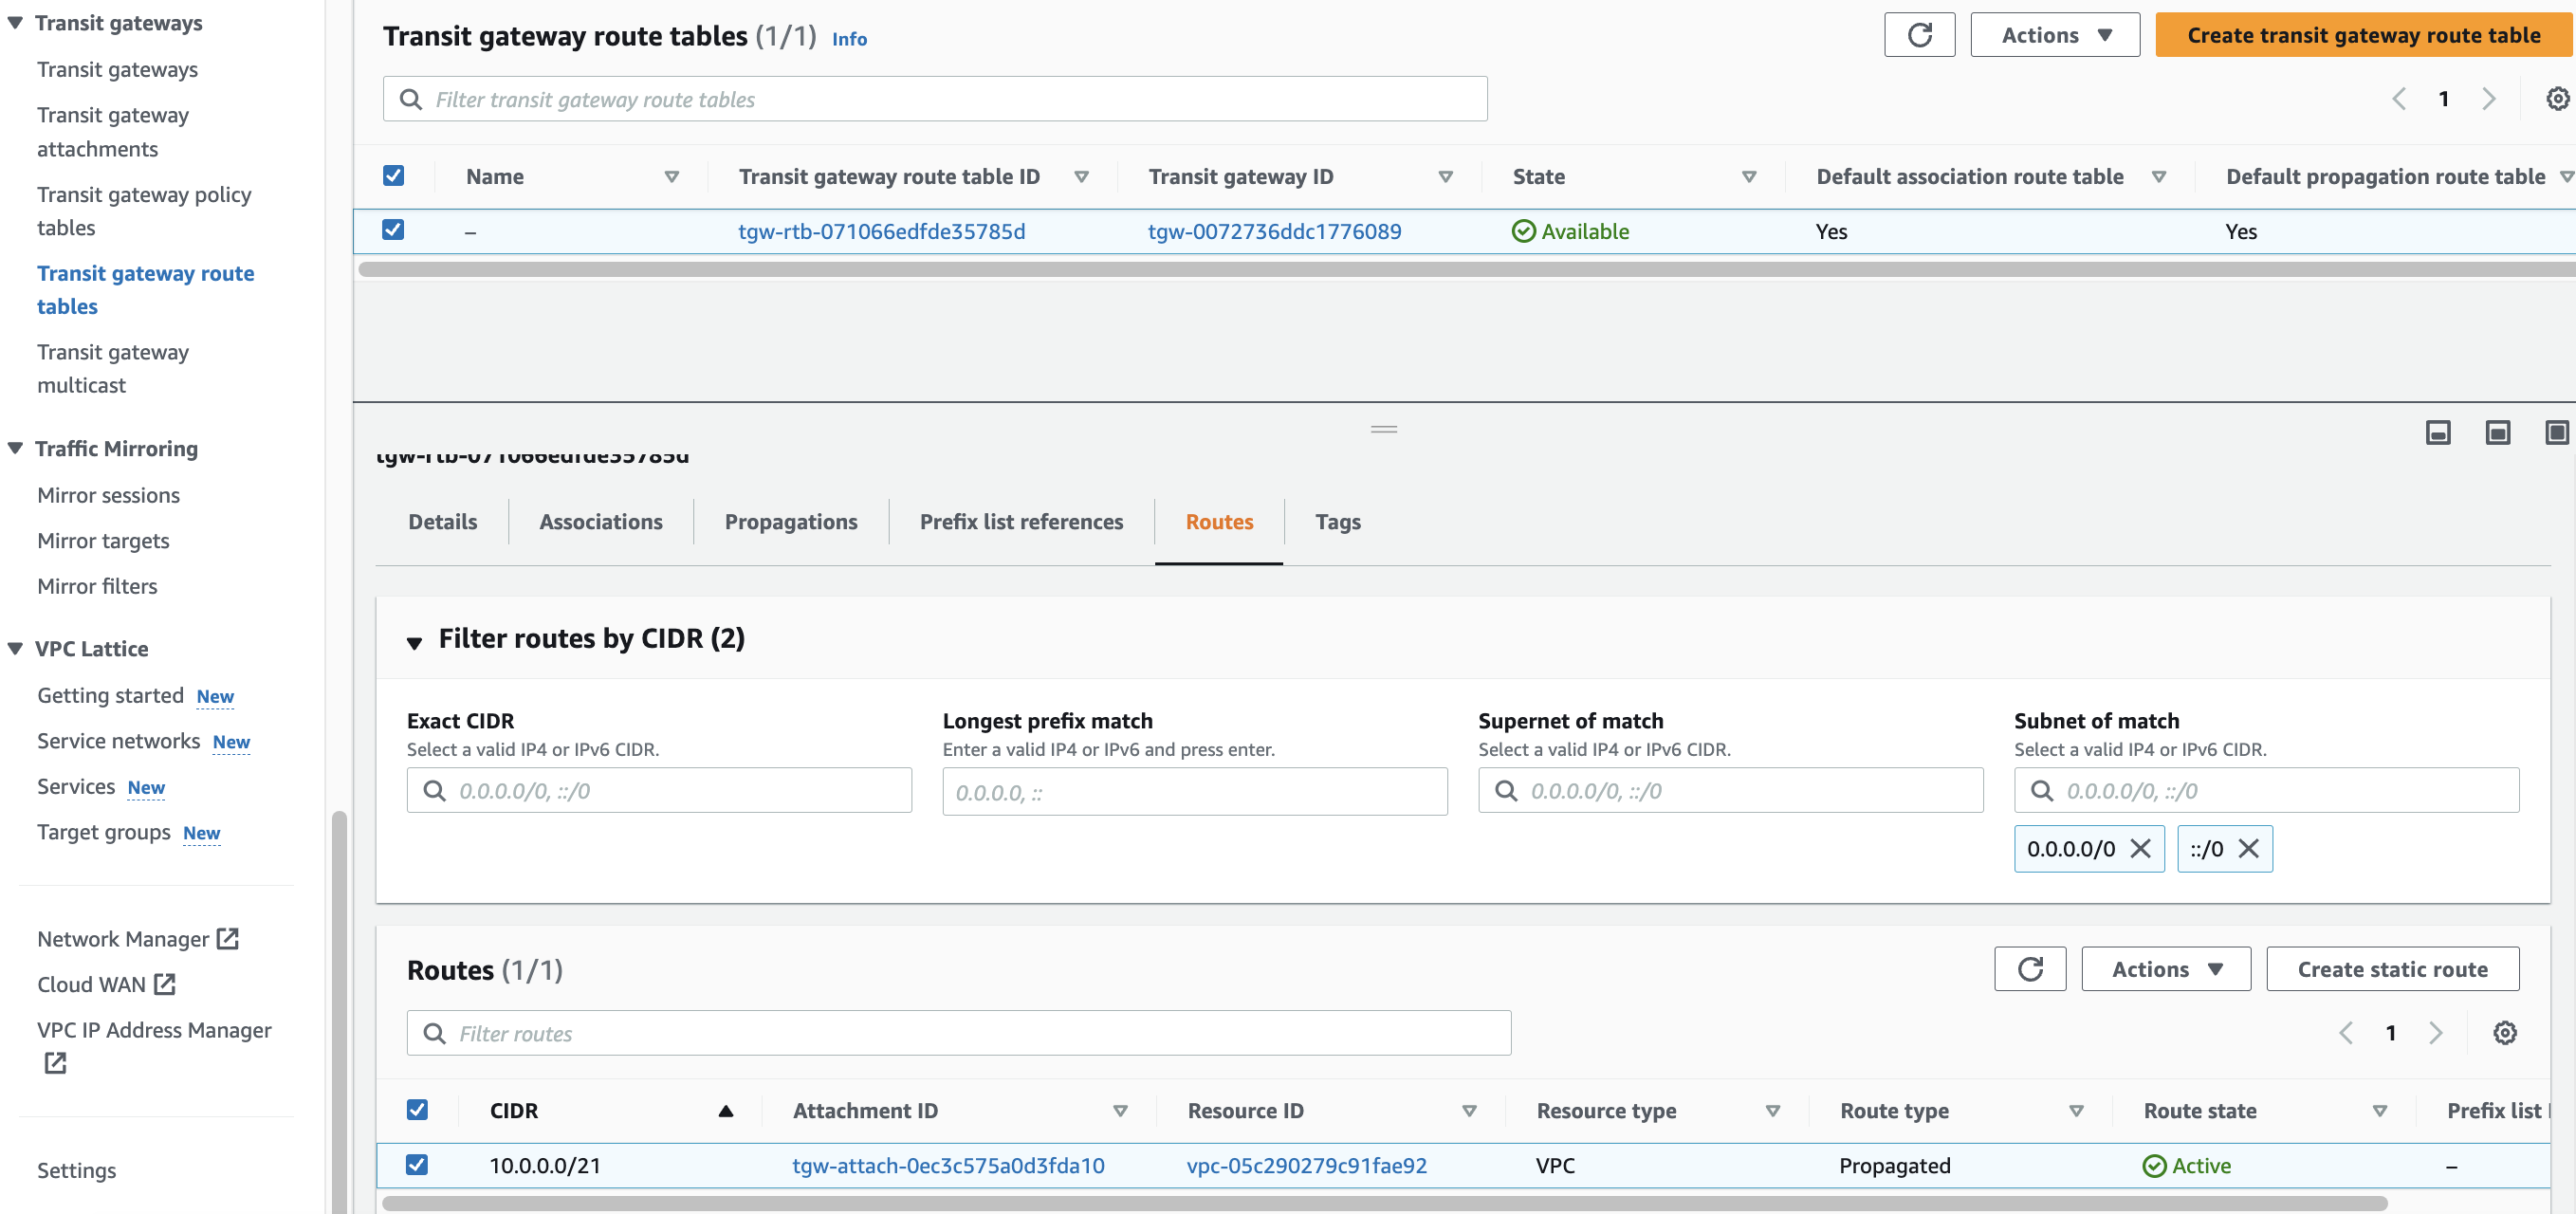 Transit gateways
Transit gateways
Transit gateway
attachments
Transit gateway policy
tables
Transit gateway route
tables
Transit gateway
multicast
Traffic Mirroring
Mirror sessions
Mirror targets
Mirror filters
VPC Lattice
Getting started New
Service networks New
Services New
Target groups New
Network Manager
Cloud WAN
VPC IP Address Manager
Settings
Transit gateway route tables (1/1) Info
Actions
Create transit gateway route table
Filter transit gateway route tables
1
Name Transit gateway route table ID Transit gateway ID State Default association route table Default propagation route table
– tgw-rtb-071066edfde35785d tgw-0072736ddc1776089 Available Yes Yes
tgw-rtb-071066edfde35785d
Details Associations Propagations Prefix list references Routes Tags
Filter routes by CIDR (2)
Exact CIDR
Select a valid IP4 or IPv6 CIDR.
0.0.0.0/0, ::/0
Longest prefix match
Enter a valid IP4 or IPv6 and press enter.
0.0.0.0, ::
Supernet of match
Select a valid IP4 or IPv6 CIDR.
0.0.0.0/0, ::/0
Subnet of match
Select a valid IP4 or IPv6 CIDR.
0.0.0.0/0, ::/0
0.0.0.0/0 ::/0
Routes (1/1)
Actions
Create static route
Filter routes
1
CIDR Attachment ID Resource ID Resource type Route type Route state Prefix list
10.0.0.0/21 tgw-attach-0ec3c575a0d3fda10 vpc-05c290279c91fae92 VPC Propagated Active –